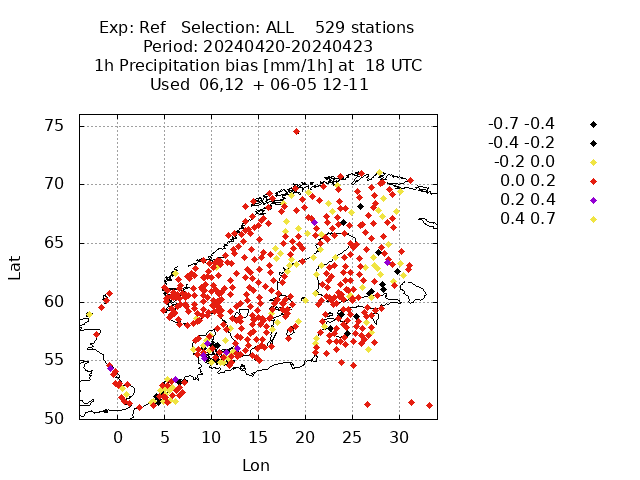 Exp: Ref Selection: ALL 529 stations
Period: 20240420-20240423
1h Precipitation bias [mm/1h] at 18 UTC
Used 06,12 + 06-05 12-11
-0.7 -0.4
-0.4 -0.2
-0.2 0.0
0.0 0.2
0.2 0.4
0.4 0.7
75
70
65
60
55
50
Lat
0 5 10 15 20 25 30
Lon